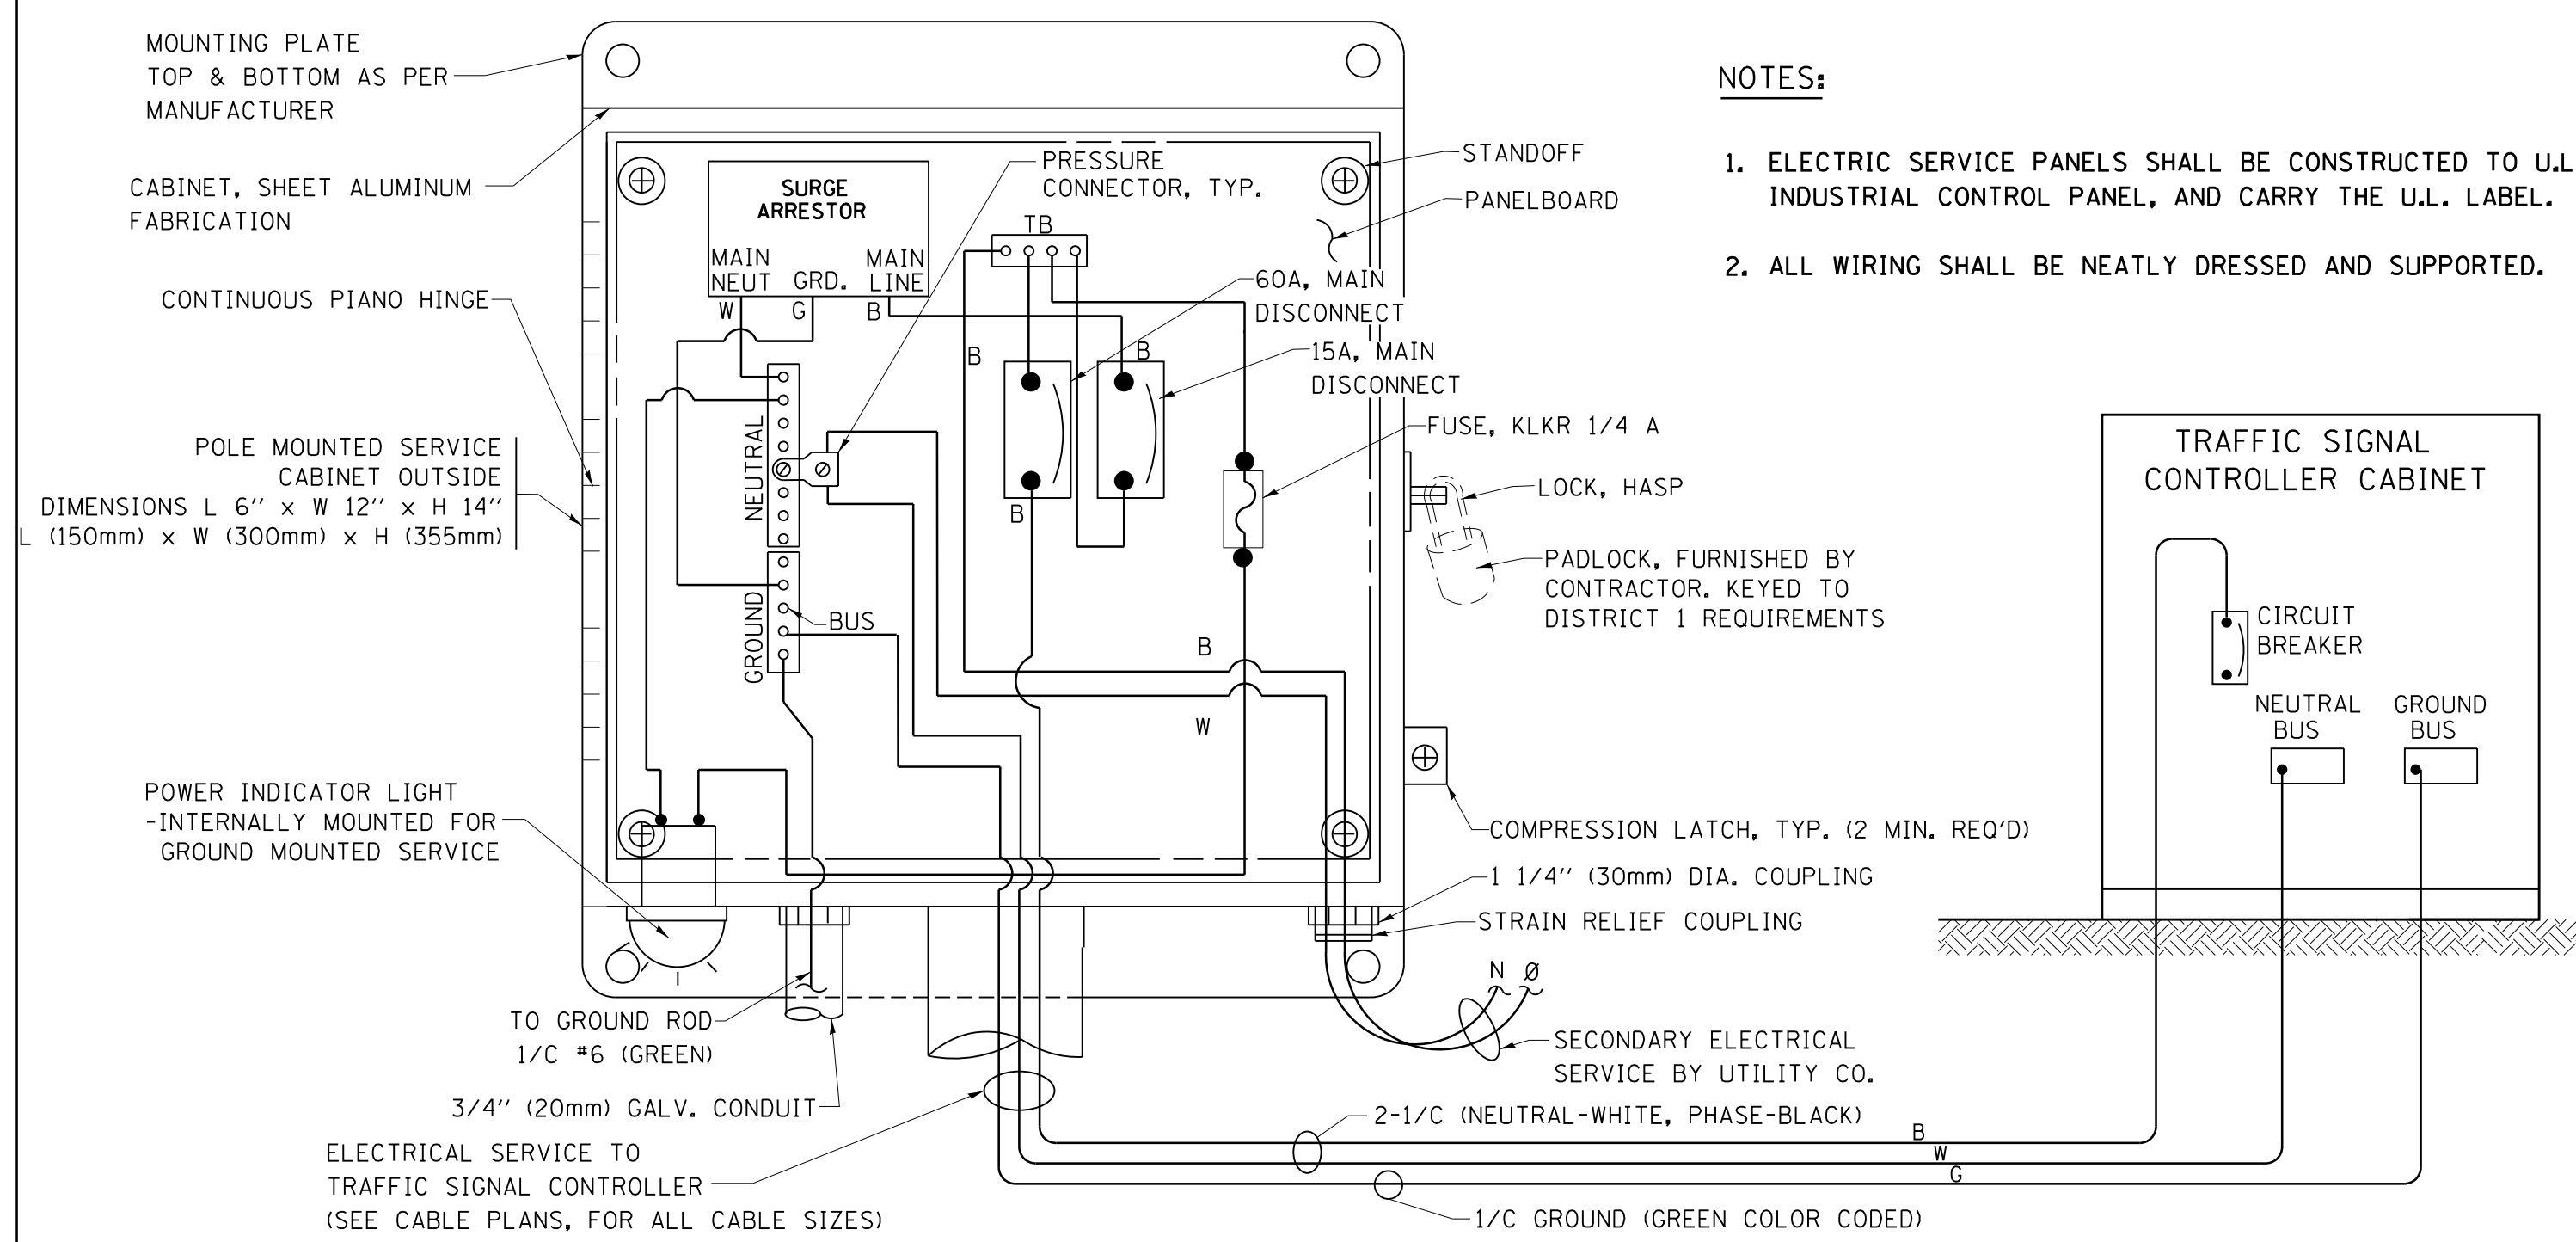 MOUNTING PLATE
TOP & BOTTOM AS PER
MANUFACTURER
CABINET, SHEET ALUMINUM
FABRICATION
CONTINUOUS PIANO HINGE
POLE MOUNTED SERVICE
CABINET OUTSIDE
DIMENSIONS L 6'' x W 12'' x H 14''
L (150mm) x W (300mm) x H (355mm)
POWER INDICATOR LIGHT
-INTERNALLY MOUNTED FOR
GROUND MOUNTED SERVICE
SURGE
ARRESTOR
MAIN
NEUT
GRD.
MAIN
LINE
W
G
B
PRESSURE
CONNECTOR, TYP.
TB
60A, MAIN
DISCONNECT
15A, MAIN
DISCONNECT
B
B
B
NEUTRAL
GROUND
BUS
B
W
STANDOFF
PANELBOARD
FUSE, KLKR 1/4 A
LOCK, HASP
PADLOCK, FURNISHED BY
CONTRACTOR. KEYED TO
DISTRICT 1 REQUIREMENTS
COMPRESSION LATCH, TYP. (2 MIN. REQ'D)
1 1/4'' (30mm) DIA. COUPLING
STRAIN RELIEF COUPLING
N Ø
SECONDARY ELECTRICAL
SERVICE BY UTILITY CO.
TO GROUND ROD
1/C #6 (GREEN)
3/4'' (20mm) GALV. CONDUIT
ELECTRICAL SERVICE TO
TRAFFIC SIGNAL CONTROLLER
(SEE CABLE PLANS, FOR ALL CABLE SIZES)
2-1/C (NEUTRAL-WHITE, PHASE-BLACK)
B
W
G
1/C GROUND (GREEN COLOR CODED)
NOTES:
1. ELECTRIC SERVICE PANELS SHALL BE CONSTRUCTED TO U.L
INDUSTRIAL CONTROL PANEL, AND CARRY THE U.L. LABEL.
2. ALL WIRING SHALL BE NEATLY DRESSED AND SUPPORTED.
TRAFFIC SIGNAL
CONTROLLER CABINET
CIRCUIT
BREAKER
NEUTRAL
BUS
GROUND
BUS